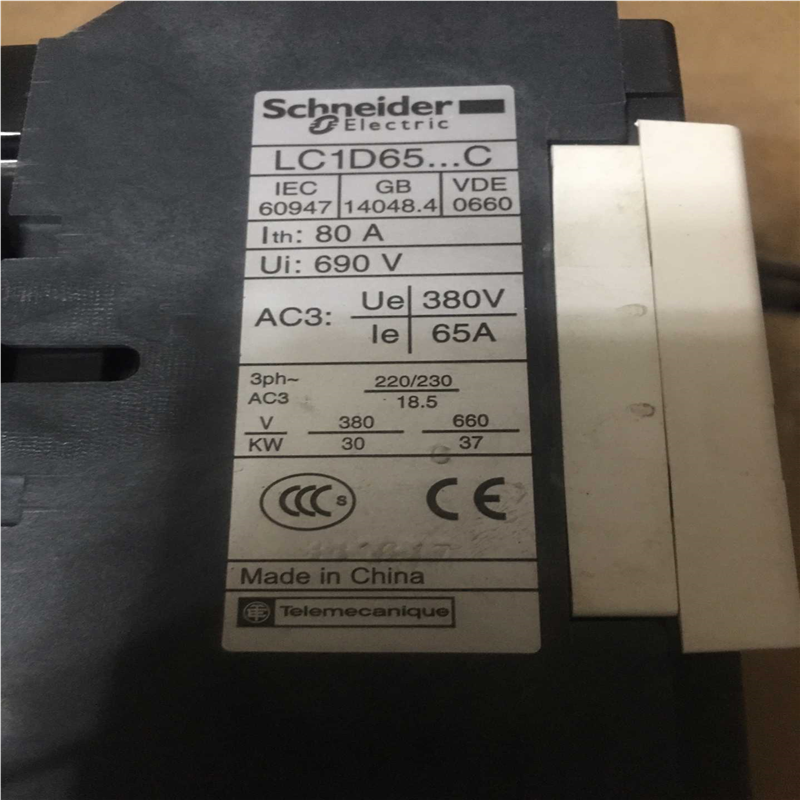 Schneider
Electric
LC1D65...C
IEC 60947 GB 14048.4 VDE 0660
Ith: 80 A
Ui: 690 V
AC3: Ue 380V
Ie 65A
3ph~ 220/230
AC3 18.5
V 380 660
KW 30 37
CCC S CE
Made in China
Telemecanique